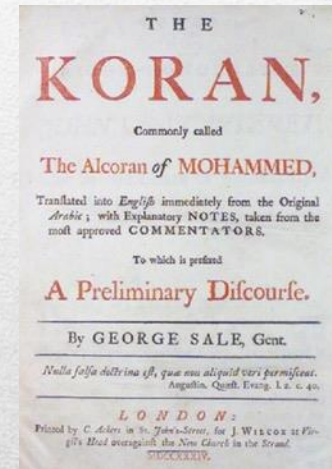 THE
KORAN,
Commonly called
The Alcoran of MOHAMMED,
Tranſlated into Engliſh immediately from the Original
Arabic; with Explanatory NOTES, taken from the
moſt approved COMMENTATORS.
To which is prefixed
A Preliminary Diſcourſe.
By GEORGE SALE, Gent.
Nulla falſa doctrina eſt, quæ non aliquid veri permiſceat.
Auguſtin. Quæſt. Evang. l. 2. c. 40.
LONDON:
Printed by C. Ackers in St. John's-Street, for J. WILCOX at Vir-
gil's Head overagainſt the New Church in the Strand.
MDCCXXXIV.